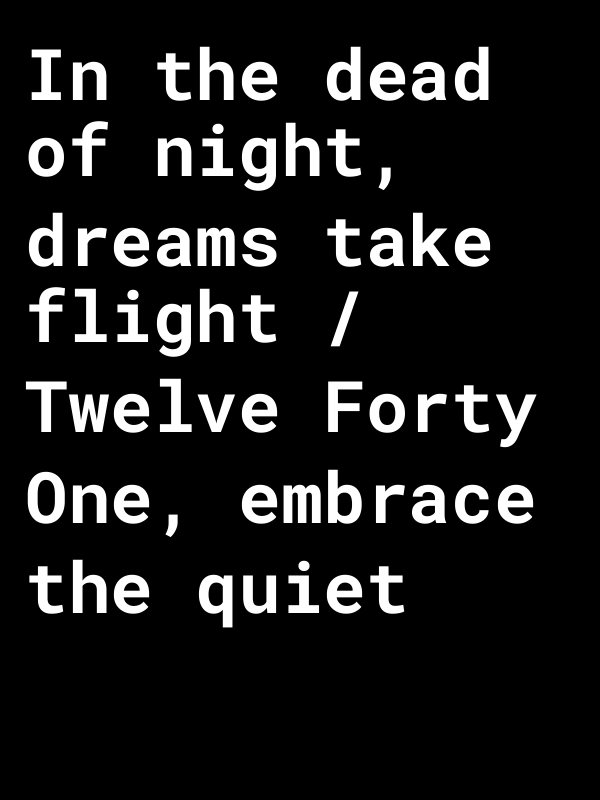 In the dead
of night,
dreams take
flight /
Twelve Forty
One, embrace
the quiet